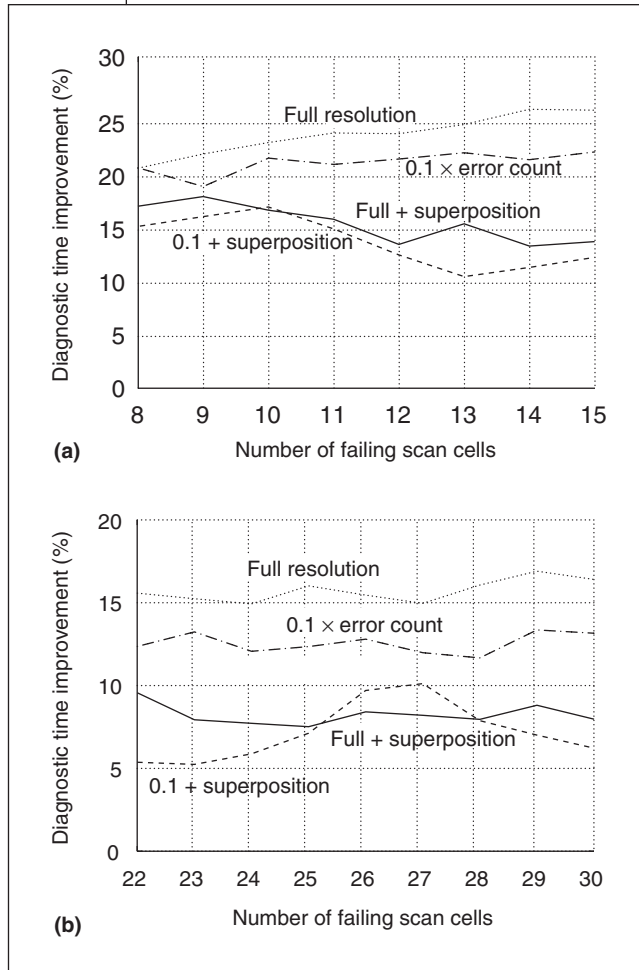 30
25
20
15
10
5
0
Diagnostic time improvement (%)
Full resolution
0.1 × error count
Full + superposition
0.1 + superposition
8 9 10 11 12 13 14 15
(a) Number of failing scan cells
20
15
10
5
0
Diagnostic time improvement (%)
Full resolution
0.1 × error count
Full + superposition
0.1 + superposition
22 23 24 25 26 27 28 29 30
(b) Number of failing scan cells